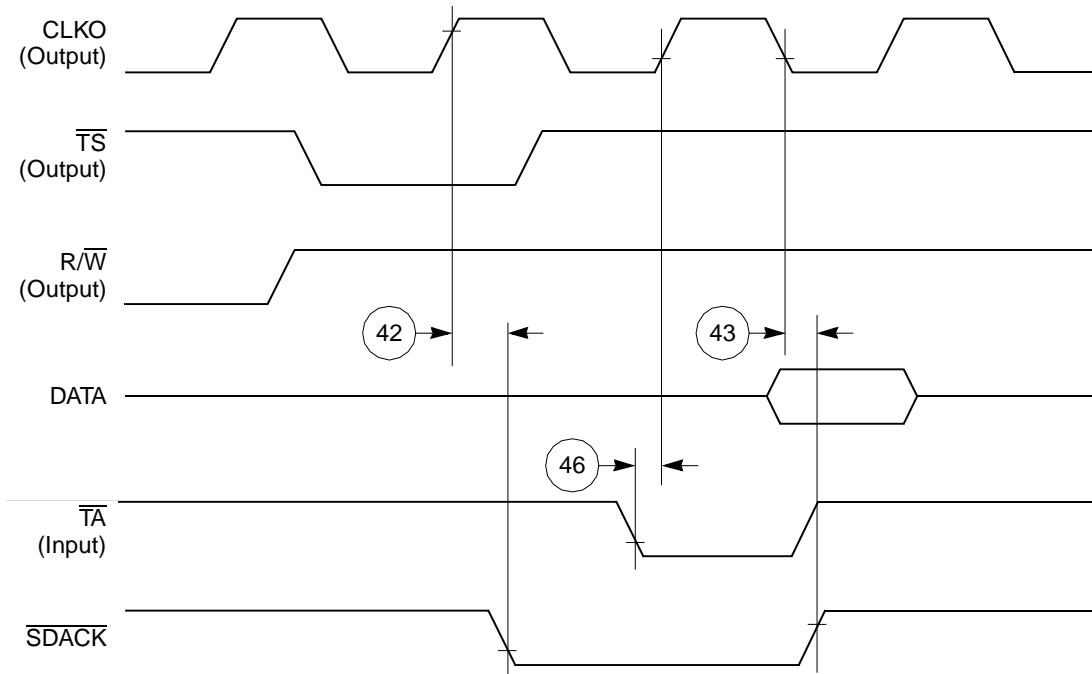 CLKO
(Output)
TS
(Output)
R/W
(Output)
42
43
DATA
46
TA
(Input)
SDACK